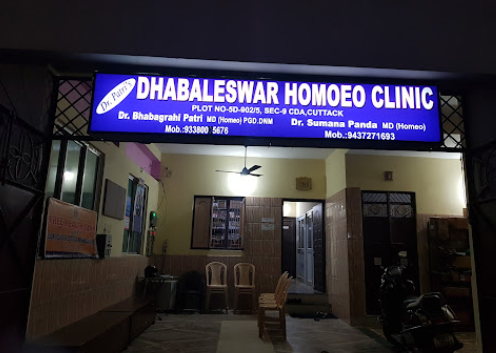 Dr. Patri's
DHABALESWAR HOMOEO CLINIC
PLOT NO-5D-902/5, SEC-9 CDA,CUTTACK
Dr. Bhabagrahi Patri MD (Homeo) PGD.DNM
Dr. Sumana Panda MD (Homeo)
Mob.:933800 5676
Mob.:9437271693